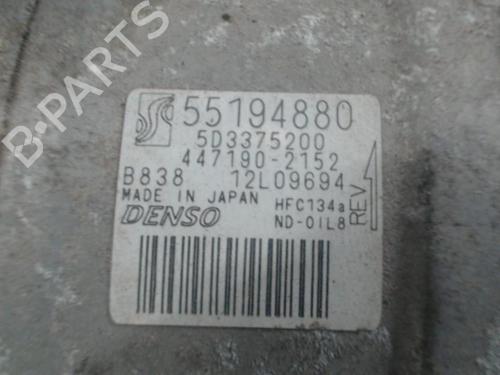 B-PARTS
55194880
5D3375200
447190-2152
B838 12L09694
MADE IN JAPAN HFC134a
DENSO ND-OIL8
REV